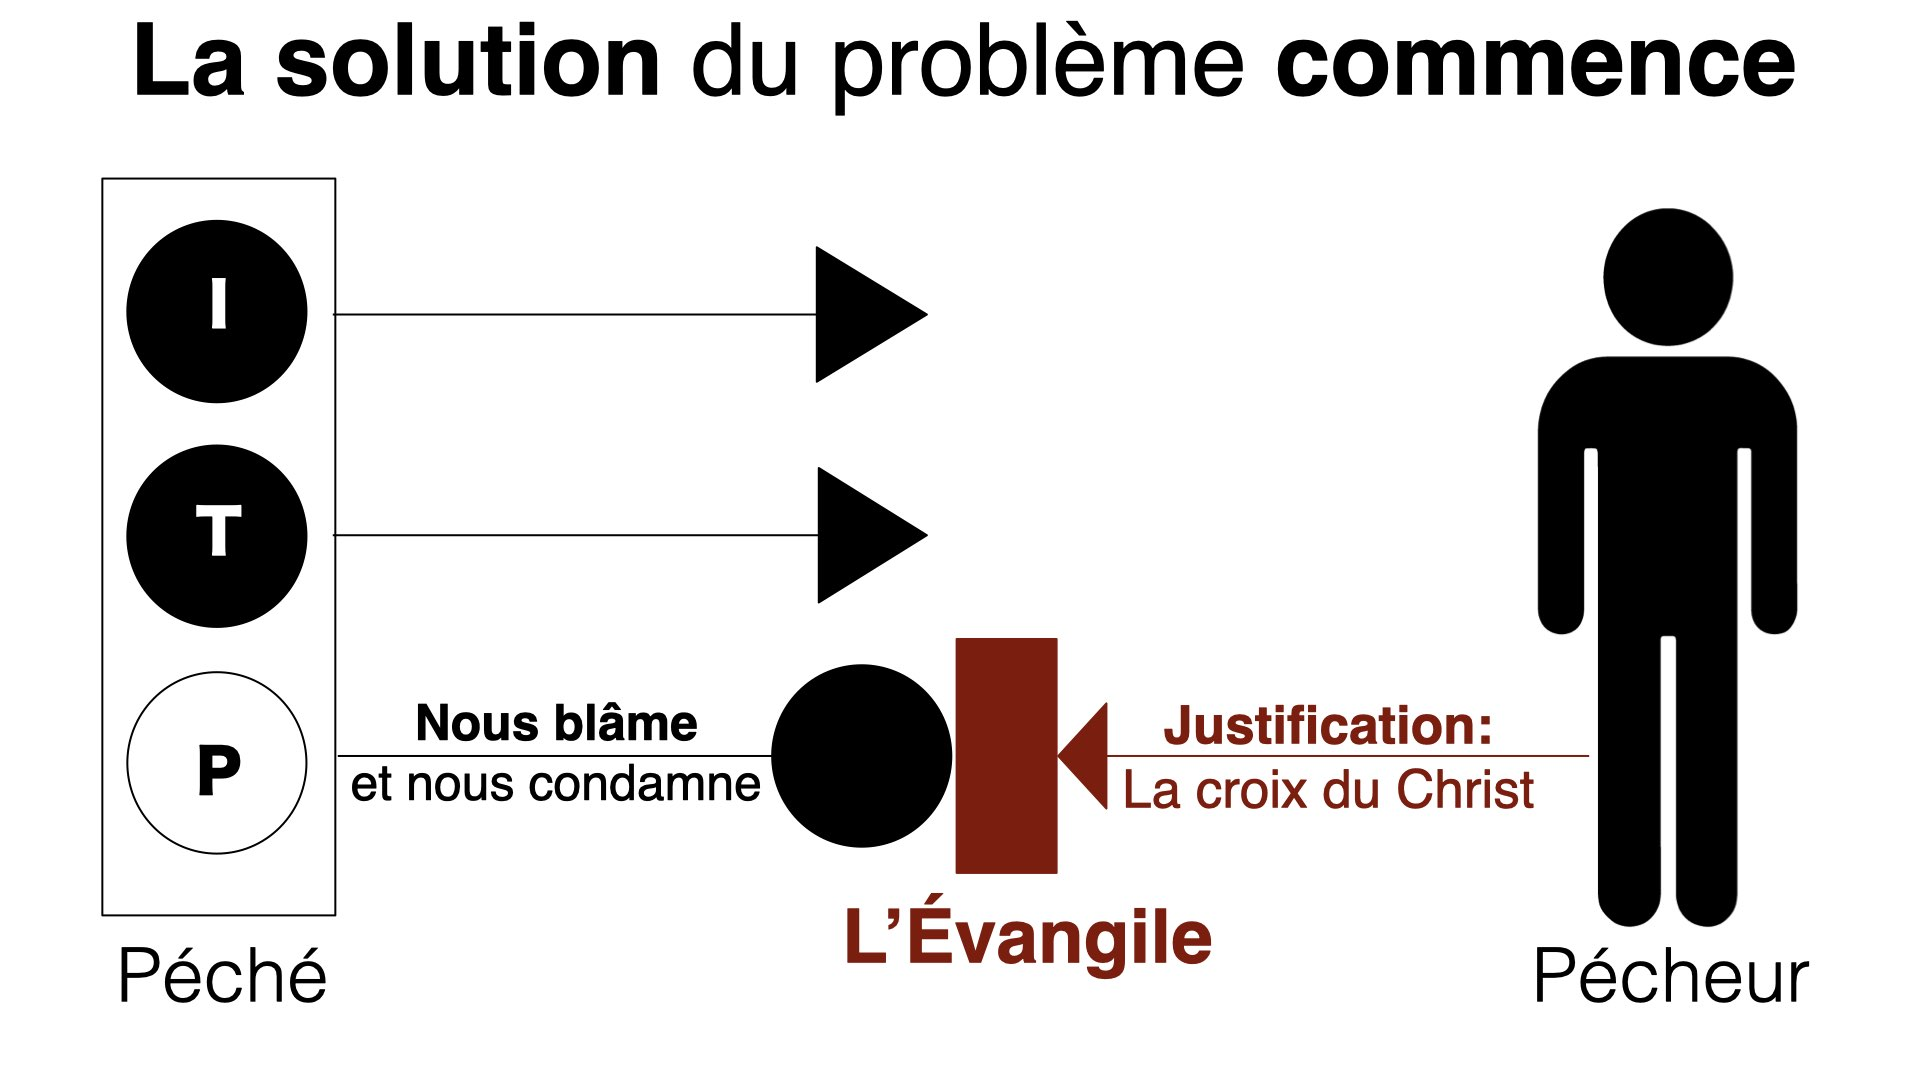 La solution du problème commence
I
T
P
Nous blâme
et nous condamne
Justification:
La croix du Christ
L’Évangile
Péché
Pécheur